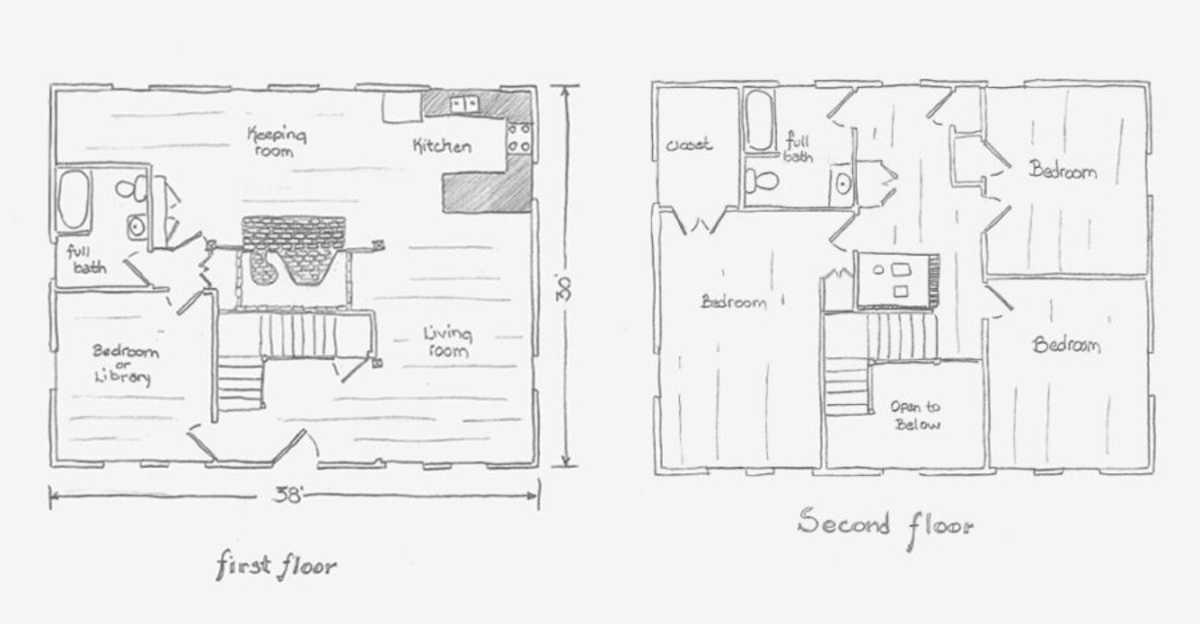 Keeping
room
Kitchen
full
bath
Bedroom
or
Library
Living
room
30'
38'
first floor
closet
full
bath
Bedroom
Bedroom
Bedroom
Open to
Below
Second floor